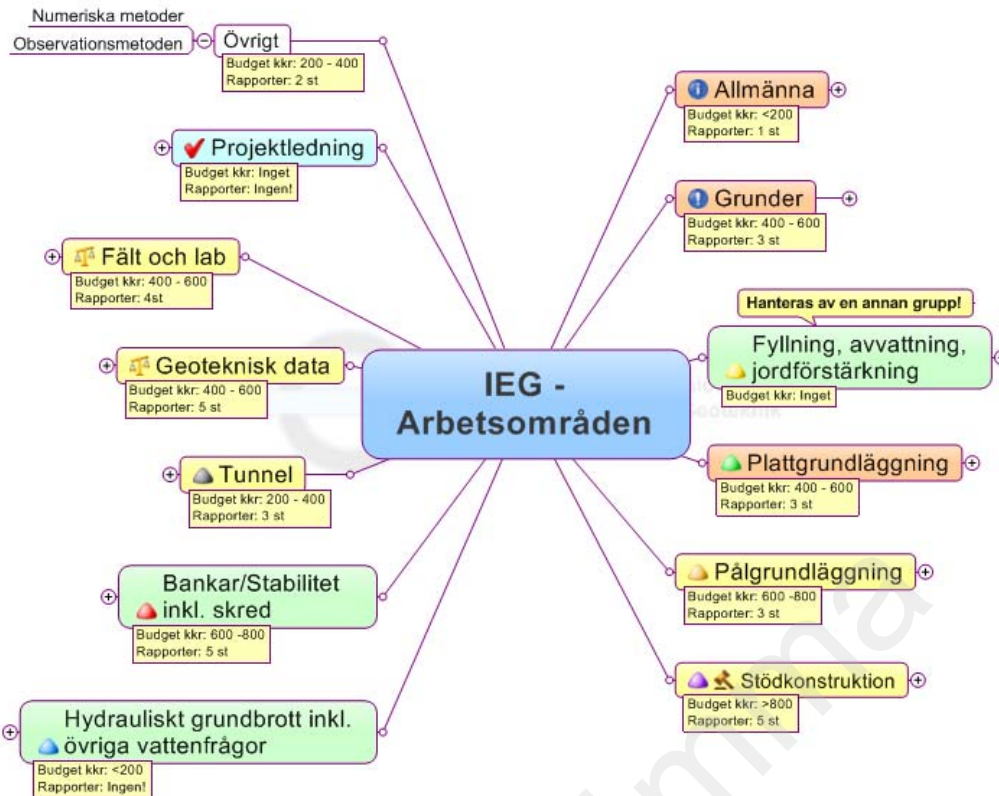 Numeriska metoder
Observationsmetoden
Övrigt
Budget kkr: 200 - 400
Rapporter: 2 st
Projektledning
Budget kkr: Inget
Rapporter: Ingen!
Fält och lab
Budget kkr: 400 - 600
Rapporter: 4st
Geoteknisk data
Budget kkr: 400 - 600
Rapporter: 5 st
Tunnel
Budget kkr: 200 - 400
Rapporter: 3 st
Bankar/Stabilitet
inkl. skred
Budget kkr: 600 -800
Rapporter: 5 st
Hydrauliskt grundbrott inkl.
övriga vattenfrågor
Budget kkr: <200
Rapporter: Ingen!
IEG -
Arbetsområden
Allmänna
Budget kkr: <200
Rapporter: 1 st
Grunder
Budget kkr: 400 - 600
Rapporter: 3 st
Hanteras av en annan grupp!
Fyllning, avvattning,
jordförstärkning
Budget kkr: Inget
Plattgrundläggning
Budget kkr: 400 - 600
Rapporter: 3 st
Pålgrundläggning
Budget kkr: 600 -800
Rapporter: 3 st
Stödkonstruktion
Budget kkr: >800
Rapporter: 5 st